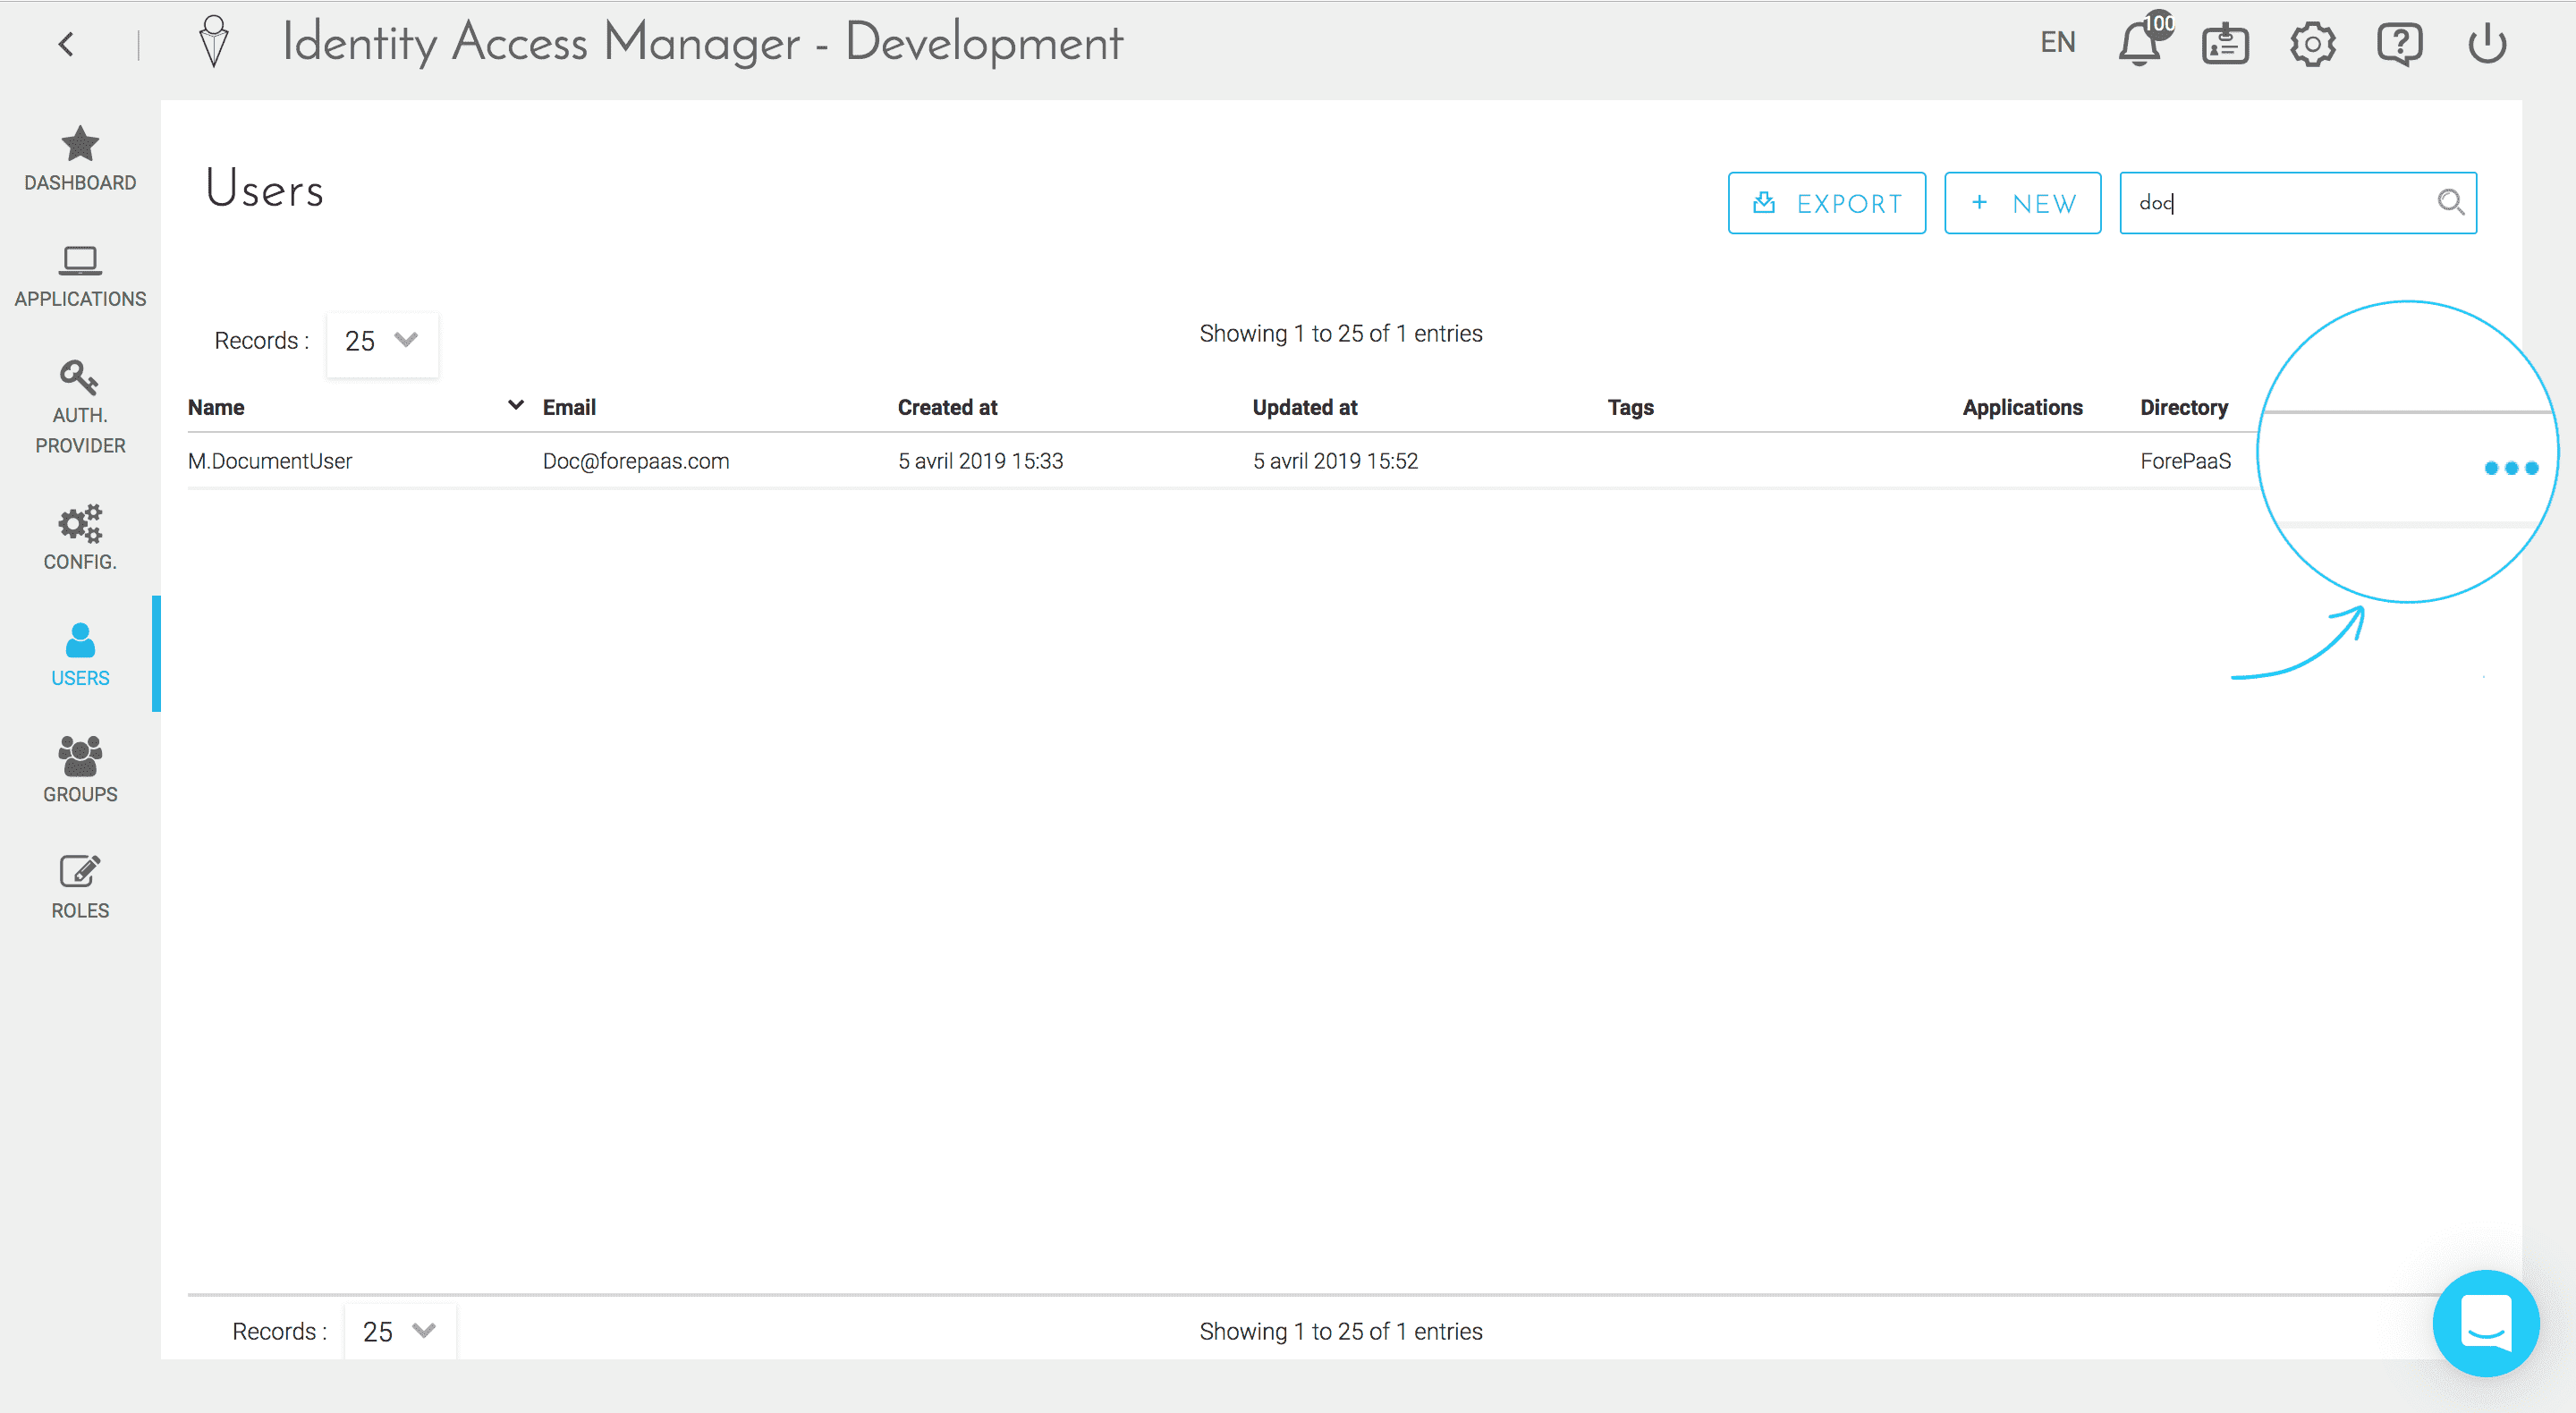 Identity Access Manager - Development
EN
100
DASHBOARD
APPLICATIONS
AUTH.
PROVIDER
CONFIG.
USERS
GROUPS
ROLES
Users
EXPORT
+ NEW
doc
Records :
25
Showing 1 to 25 of 1 entries
Name Email Created at Updated at Tags Applications Directory
M.DocumentUser Doc@forepaas.com 5 avril 2019 15:33 5 avril 2019 15:52 ForePaaS
Records :
25
Showing 1 to 25 of 1 entries